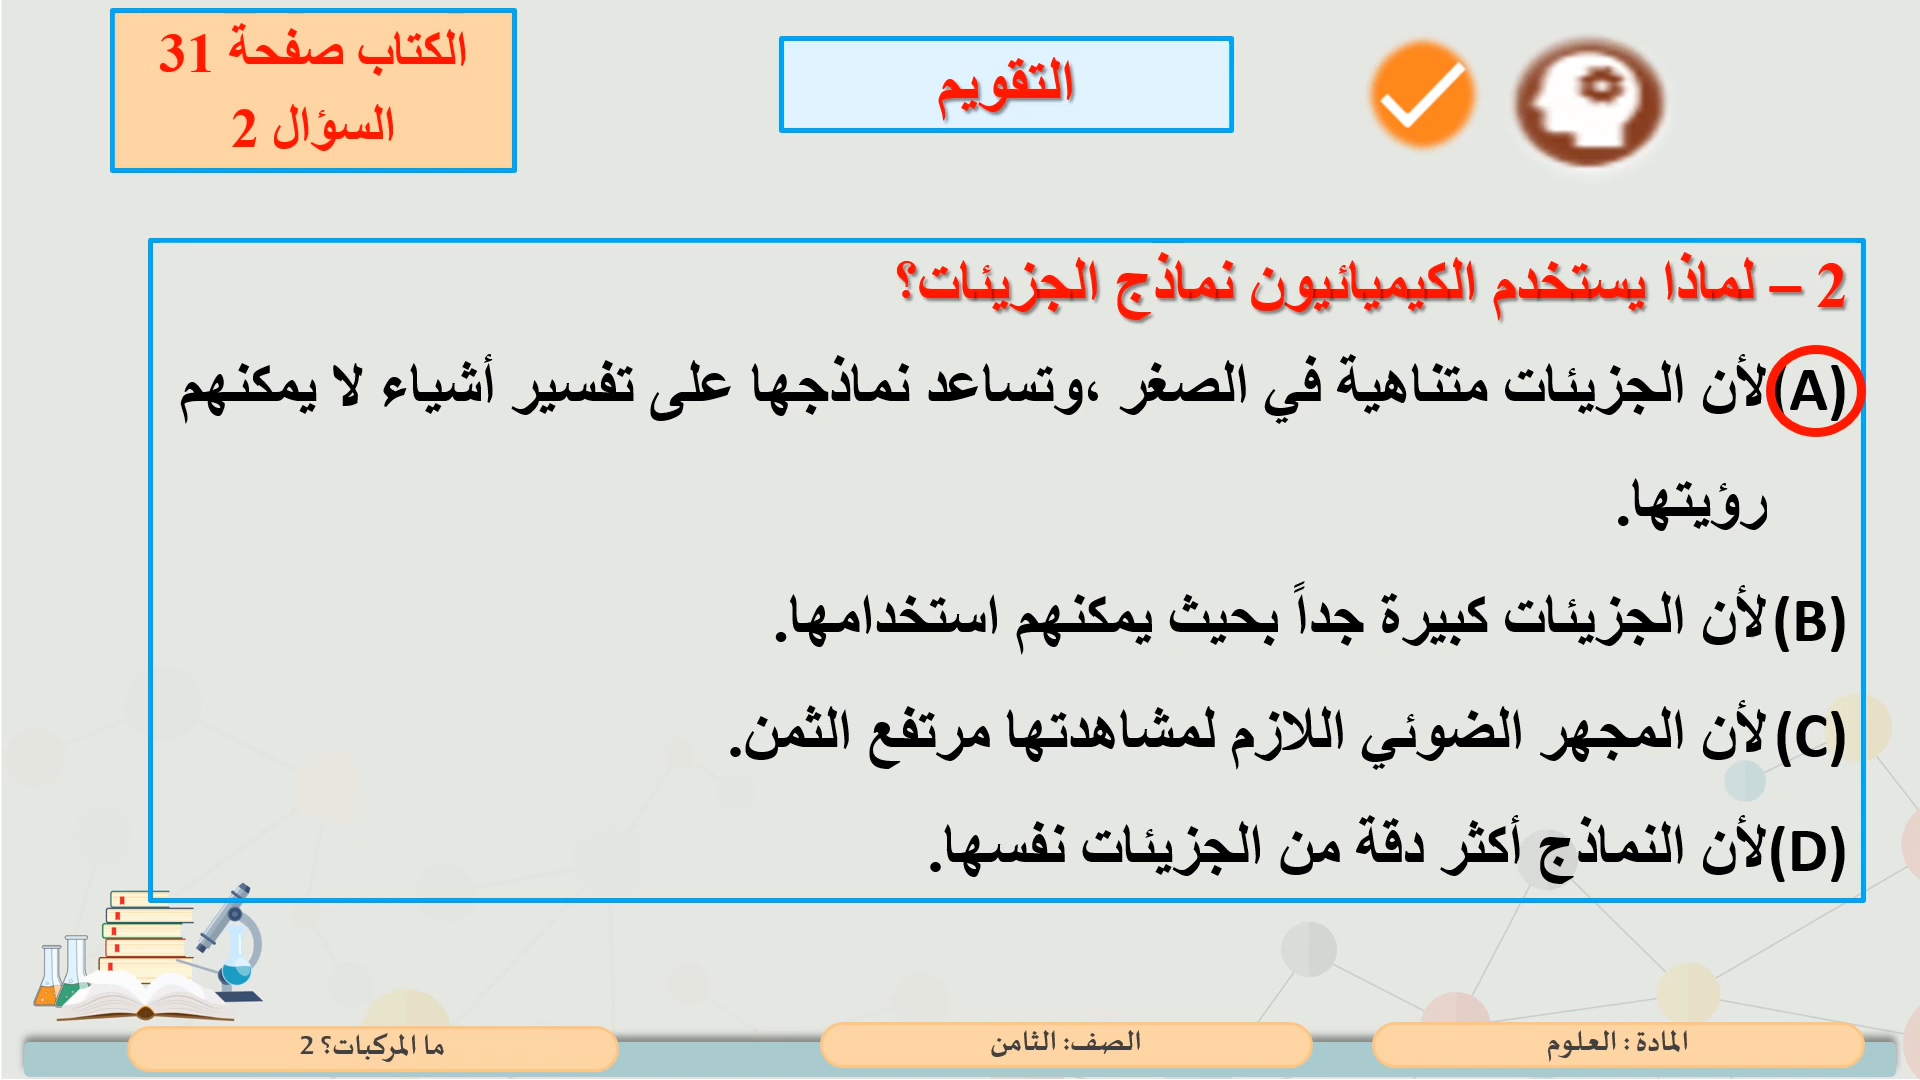 الكتاب صفحة 31
السؤال 2
التقويم
2 – لماذا يستخدم الكيميائيون نماذج الجزيئات؟
(A) لأن الجزيئات متناهية في الصغر ،وتساعد نماذجها على تفسير أشياء لا يمكنهم
رؤيتها.
(B) لأن الجزيئات كبيرة جداً بحيث يمكنهم استخدامها.
(C) لأن المجهر الضوئي اللازم لمشاهدتها مرتفع الثمن.
(D) لأن النماذج أكثر دقة من الجزيئات نفسها.
المادة : العلوم
الصف: الثامن
ما المركبات؟ 2